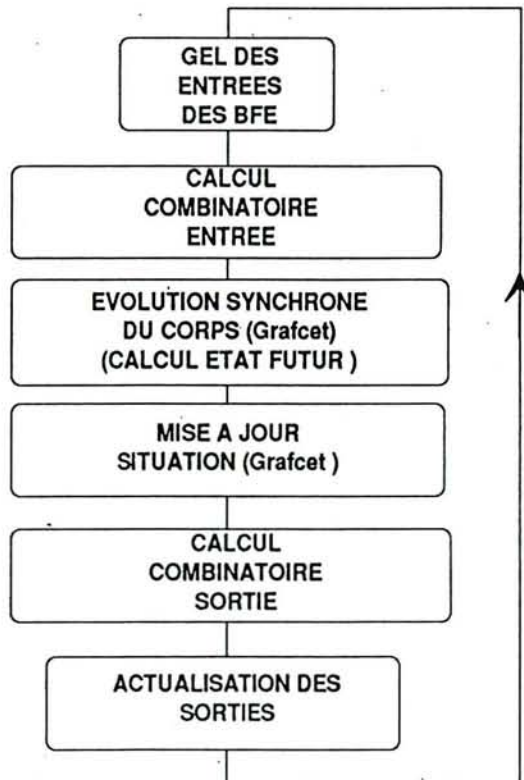 GEL DES
ENTREES
DES BFE
CALCUL
COMBINATOIRE
ENTREE
EVOLUTION SYNCHRONE
DU CORPS (Grafcet)
(CALCUL ETAT FUTUR )
MISE A JOUR
SITUATION (Grafcet )
CALCUL
COMBINATOIRE
SORTIE
ACTUALISATION DES
SORTIES